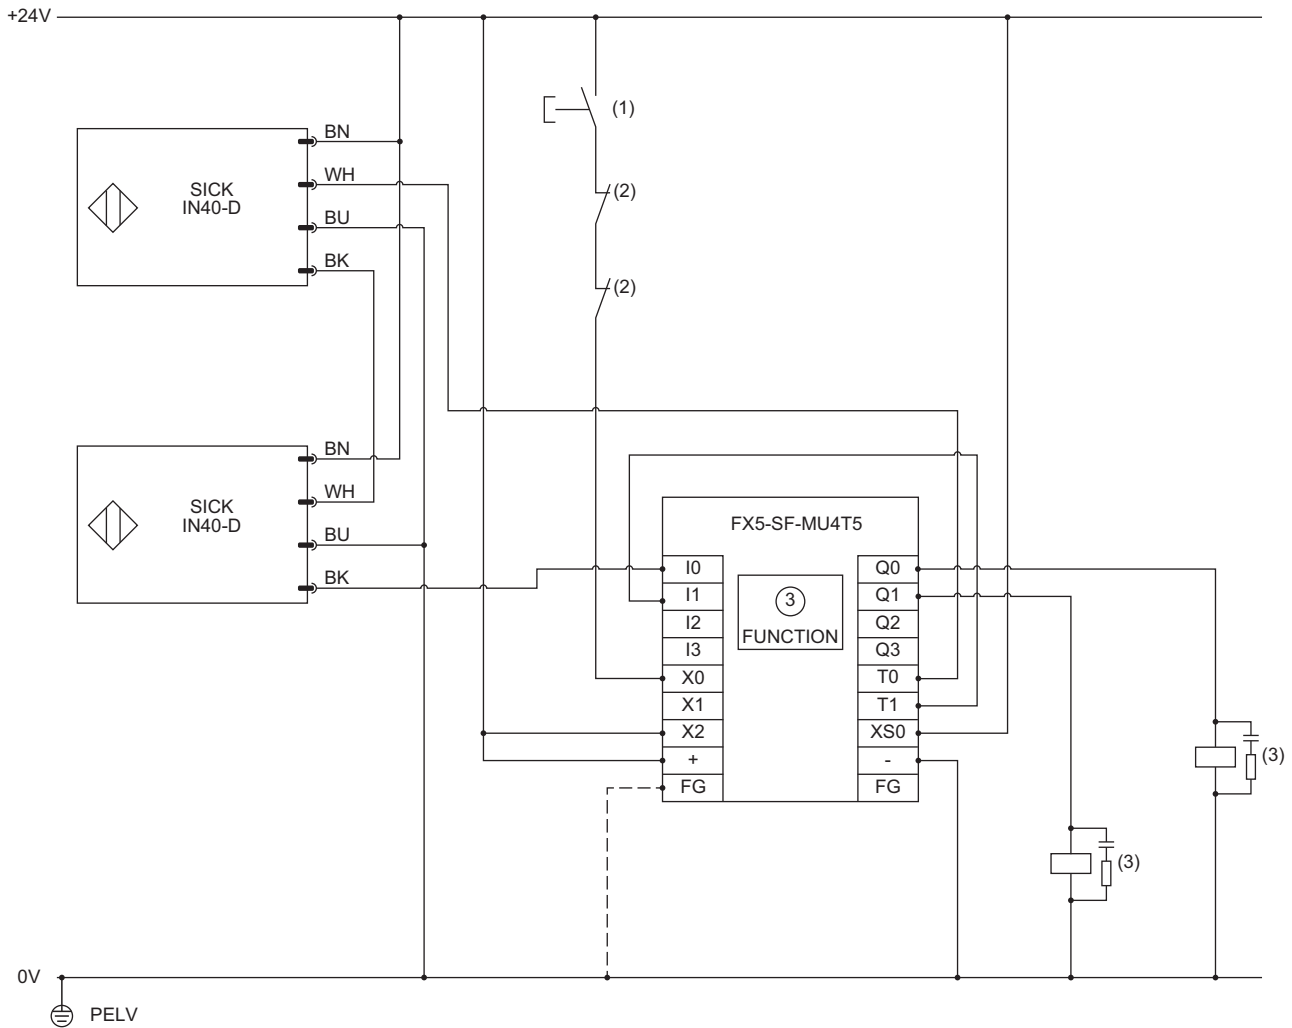 +24V
(1)
BN
WH
SICK
IN40-D
(2)
BU
BK
(2)
BN
WH
SICK
IN40-D
BU
BK
FX5-SF-MU4T5
I0
Q0
I1
Q1
3
I2
Q2
FUNCTION
I3
Q3
X0
T0
X1
T1
X2
XS0
+
-
(3)
FG
FG
(3)
0V
PELV